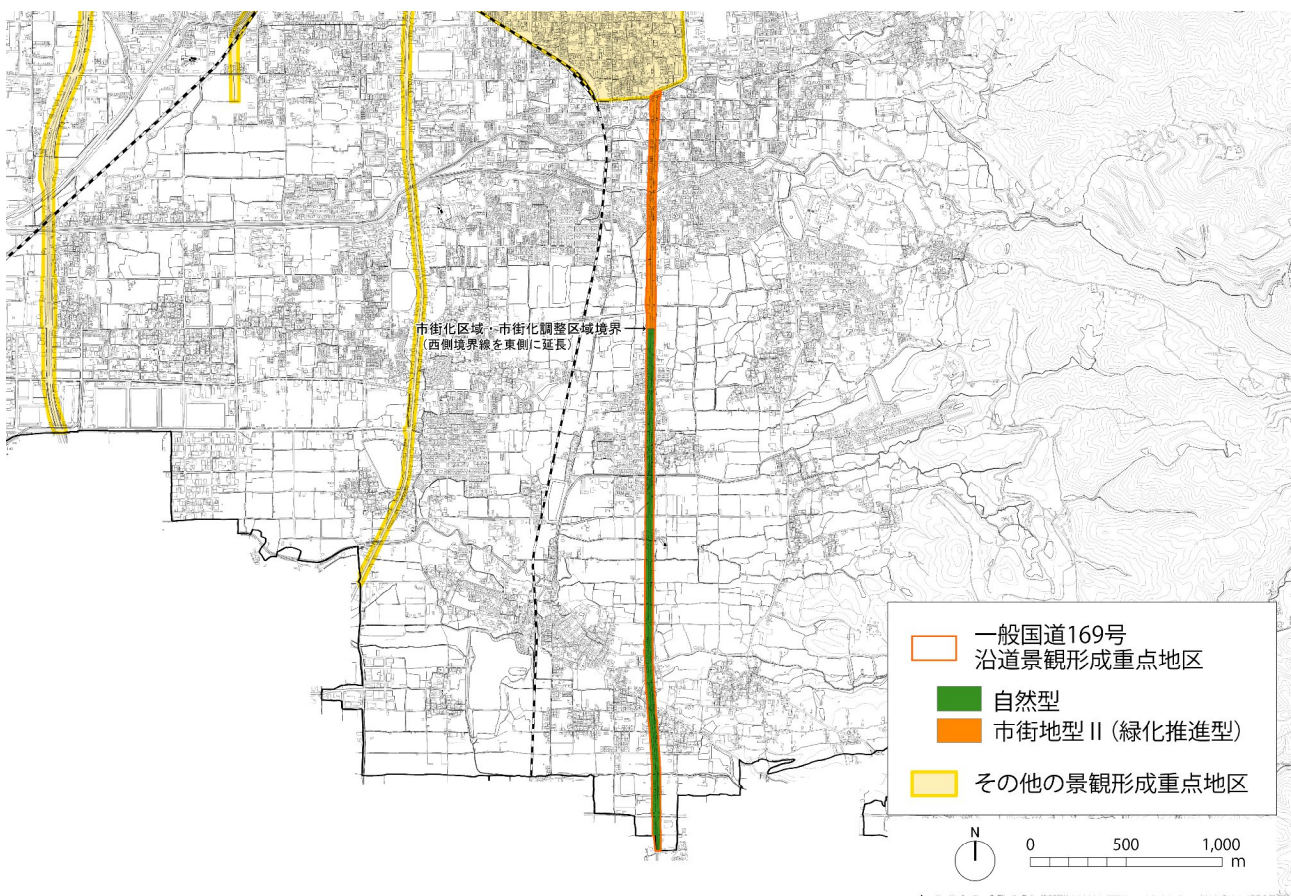 市街化区域・市街化調整区域境界
(西側境界線を東側に延長)
一般国道169号
沿道景観形成重点地区
自然型
市街地型Ⅱ（緑化推進型）
その他の景観形成重点地区
N
0 500 1,000
m